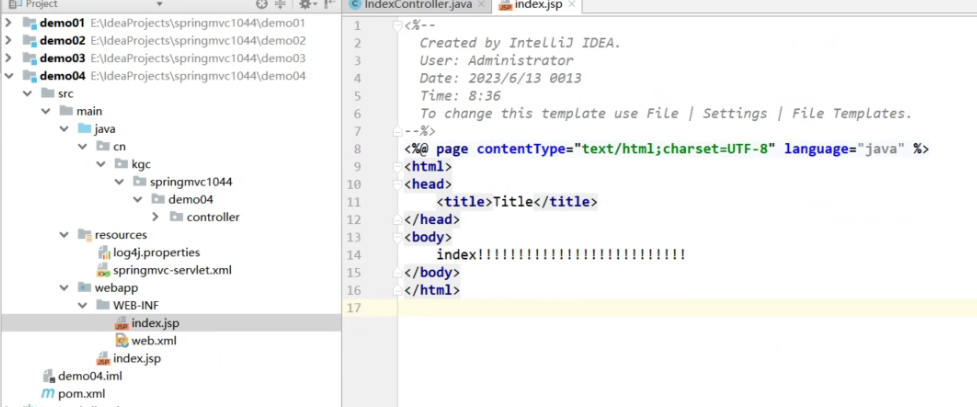 Project
demo01 E:\IdeaProjects\springmvc1044\demo01
demo02 E:\IdeaProjects\springmvc1044\demo02
demo03 E:\IdeaProjects\springmvc1044\demo03
demo04 E:\IdeaProjects\springmvc1044\demo04
src
main
java
cn
kgc
springmvc1044
demo04
controller
resources
log4j.properties
springmvc-servlet.xml
webapp
WEB-INF
index.jsp
web.xml
index.jsp
demo04.iml
pom.xml
IndexController.java
index.jsp
1 <%--
2 Created by IntelliJ IDEA.
3 User: Administrator
4 Date: 2023/6/13 0013
5 Time: 8:36
6 To change this template use File | Settings | File Templates.
7 --%>
8 <%@ page contentType="text/html;charset=UTF-8" language="java" %>
9 <html>
10 <head>
11 <title>Title</title>
12 </head>
13 <body>
14 index!!!!!!!!!!!!!!!!!!!!!!!!!!
15 </body>
16 </html>
17